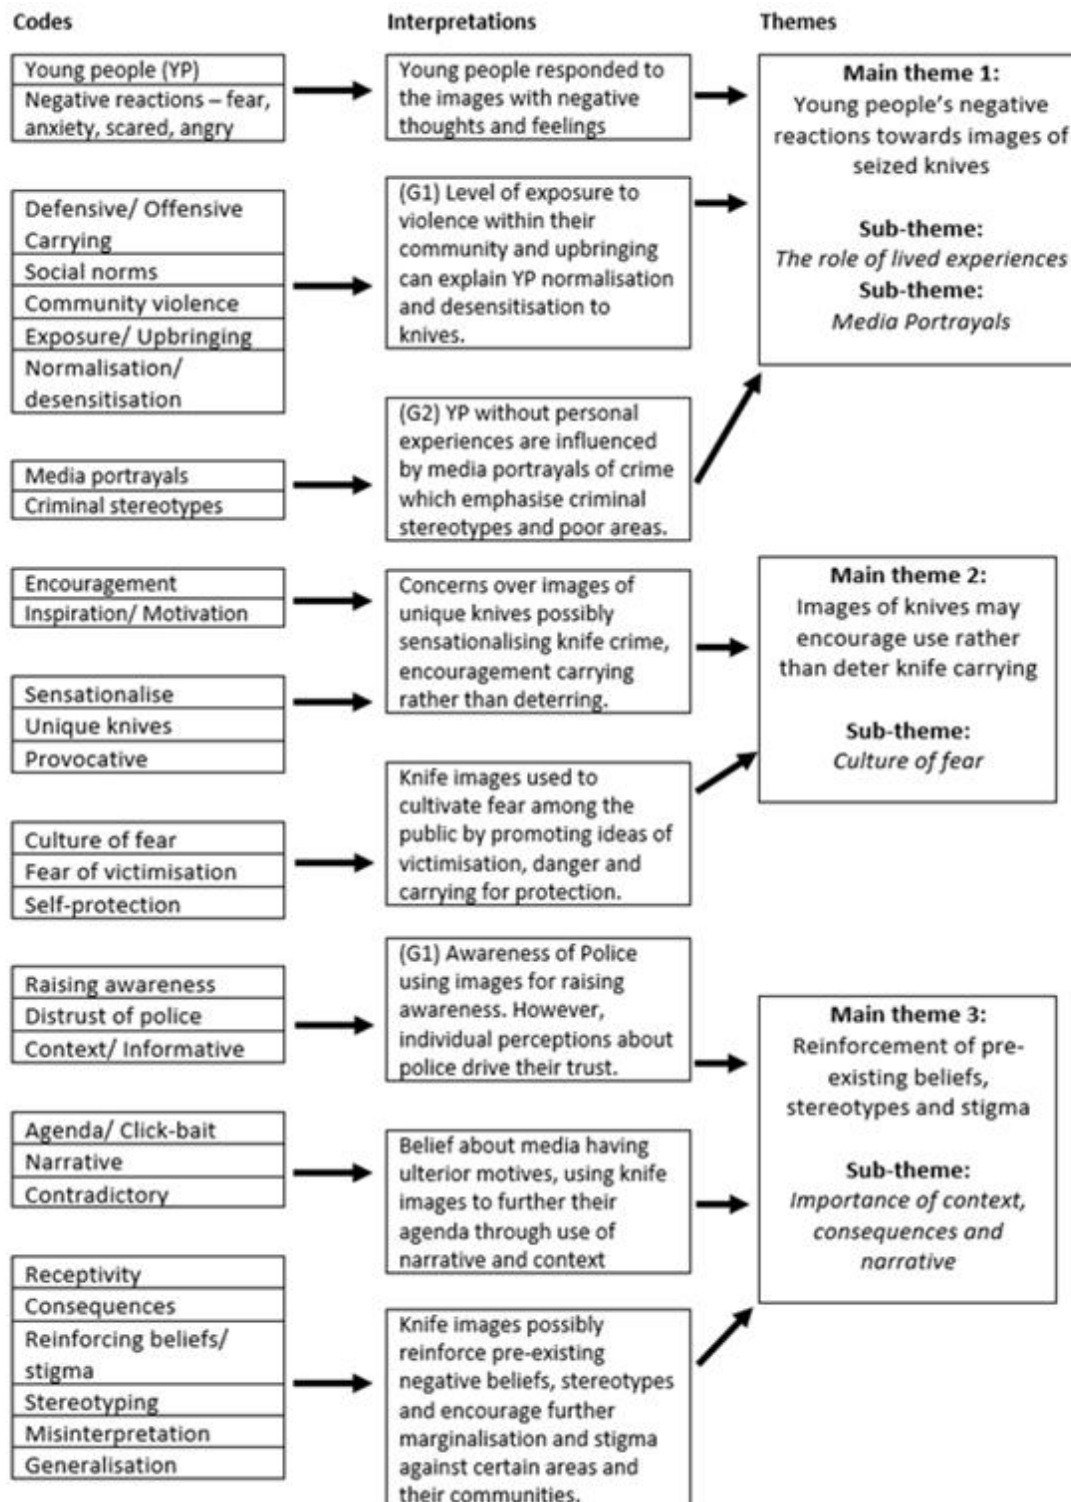 Codes
Interpretations
Themes
Young people (YP)
Negative reactions – fear,
anxiety, scared, angry
Young people responded to
the images with negative
thoughts and feelings
Main theme 1:
Young people's negative
reactions towards images of
seized knives
Sub-theme:
The role of lived experiences
Sub-theme:
Media Portrayals
Defensive/ Offensive
Carrying
Social norms
Community violence
Exposure/ Upbringing
Normalisation/
desensitisation
(G1) Level of exposure to
violence within their
community and upbringing
can explain YP normalisation
and desensitisation to
knives.
Media portrayals
Criminal stereotypes
(G2) YP without personal
experiences are influenced
by media portrayals of crime
which emphasise criminal
stereotypes and poor areas.
Encouragement
Inspiration/ Motivation
Sensationalise
Unique knives
Provocative
Concerns over images of
unique knives possibly
sensationalising knife crime,
encouragement carrying
rather than deterring.
Main theme 2:
Images of knives may
encourage use rather
than deter knife carrying
Sub-theme:
Culture of fear
Culture of fear
Fear of victimisation
Self-protection
Knife images used to
cultivate fear among the
public by promoting ideas of
victimisation, danger and
carrying for protection.
Raising awareness
Distrust of police
Context/ Informative
(G1) Awareness of Police
using images for raising
awareness. However,
individual perceptions about
police drive their trust.
Main theme 3:
Reinforcement of pre-
existing beliefs,
stereotypes and stigma
Sub-theme:
Importance of context,
consequences and
narrative
Agenda/ Click-bait
Narrative
Contradictory
Belief about media having
ulterior motives, using knife
images to further their
agenda through use of
narrative and context
Receptivity
Consequences
Reinforcing beliefs/
stigma
Stereotyping
Misinterpretation
Generalisation
Knife images possibly
reinforce pre-existing
negative beliefs, stereotypes
and encourage further
marginalisation and stigma
against certain areas and
their communities.